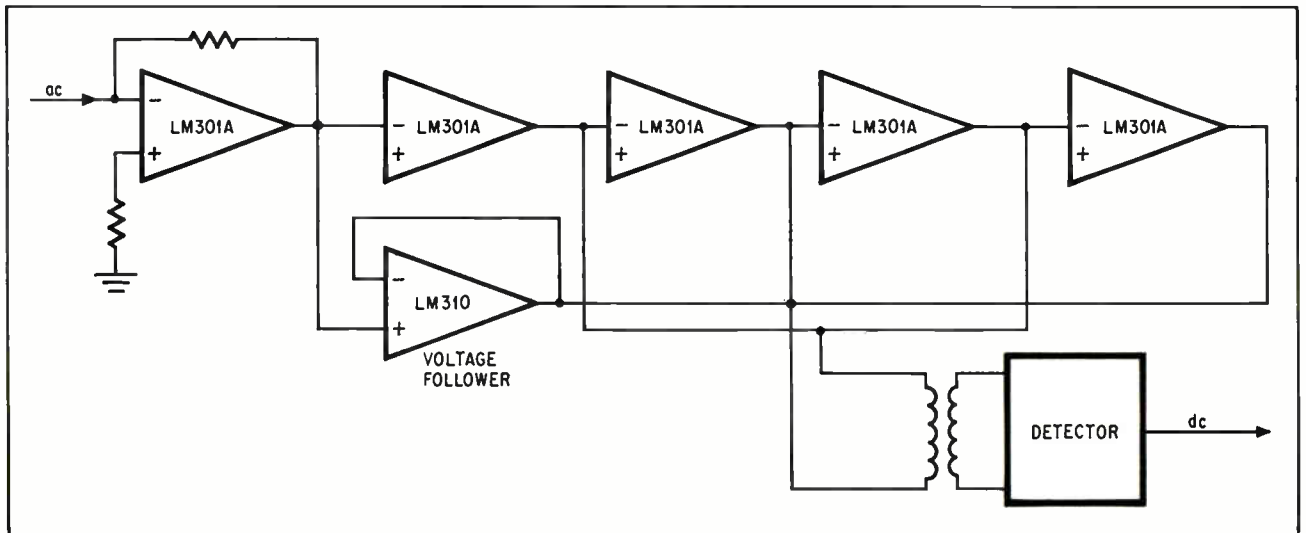 ac
-
LM301A
+
-
LM301A
+
-
LM301A
+
-
LM301A
+
-
LM301A
+
-
LM310
+
VOLTAGE
FOLLOWER
DETECTOR
dc